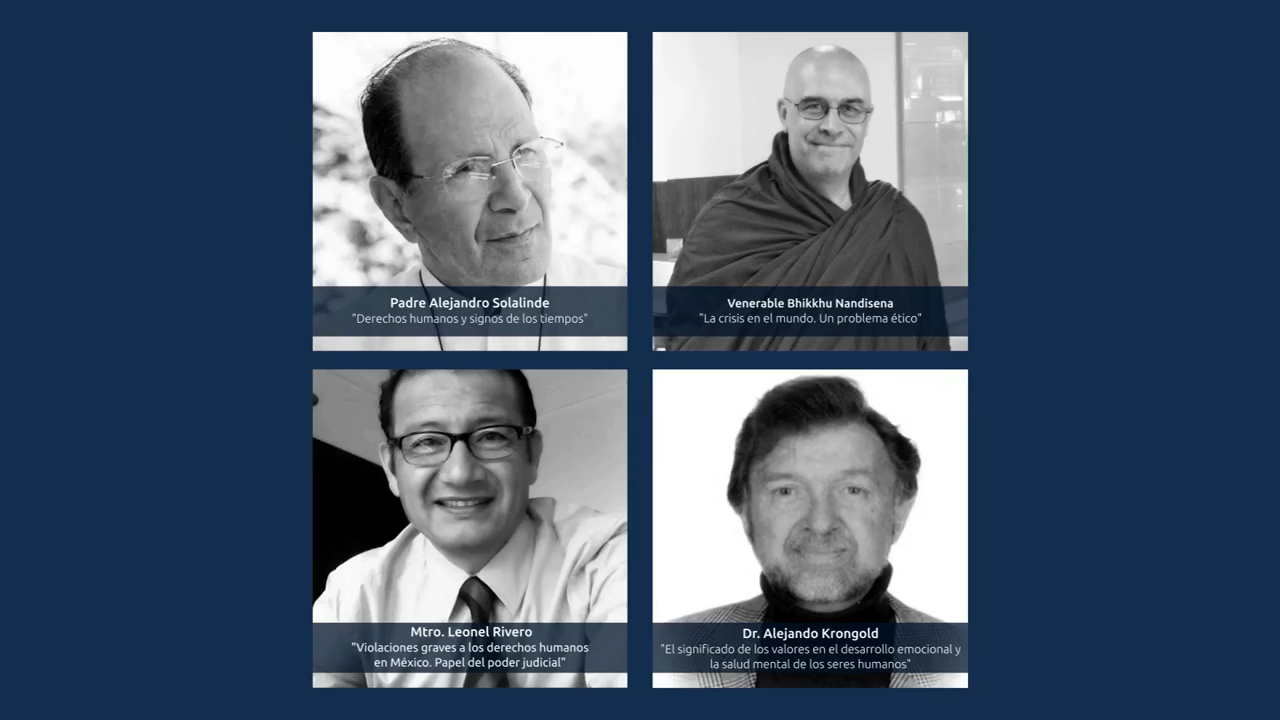 Padre Alejandro Solalinde
"Derechos humanos y signos de los tiempos"
Venerable Bhikkhu Nandisena
"La crisis en el mundo. Un problema ético"
Mtro. Leonel Rivero
"Violaciones graves a los derechos humanos
en México. Papel del poder judicial"
Dr. Alejando Krongold
"El significado de los valores en el desarrollo emocional y
la salud mental de los seres humanos"